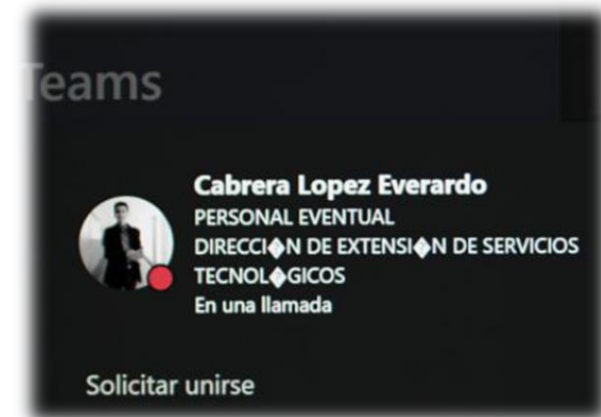 Teams
Cabrera Lopez Everardo
PERSONAL EVENTUAL
DIRECCI�N DE EXTENSI�N DE SERVICIOS
TECNOL�GICOS
En una llamada
Solicitar unirse